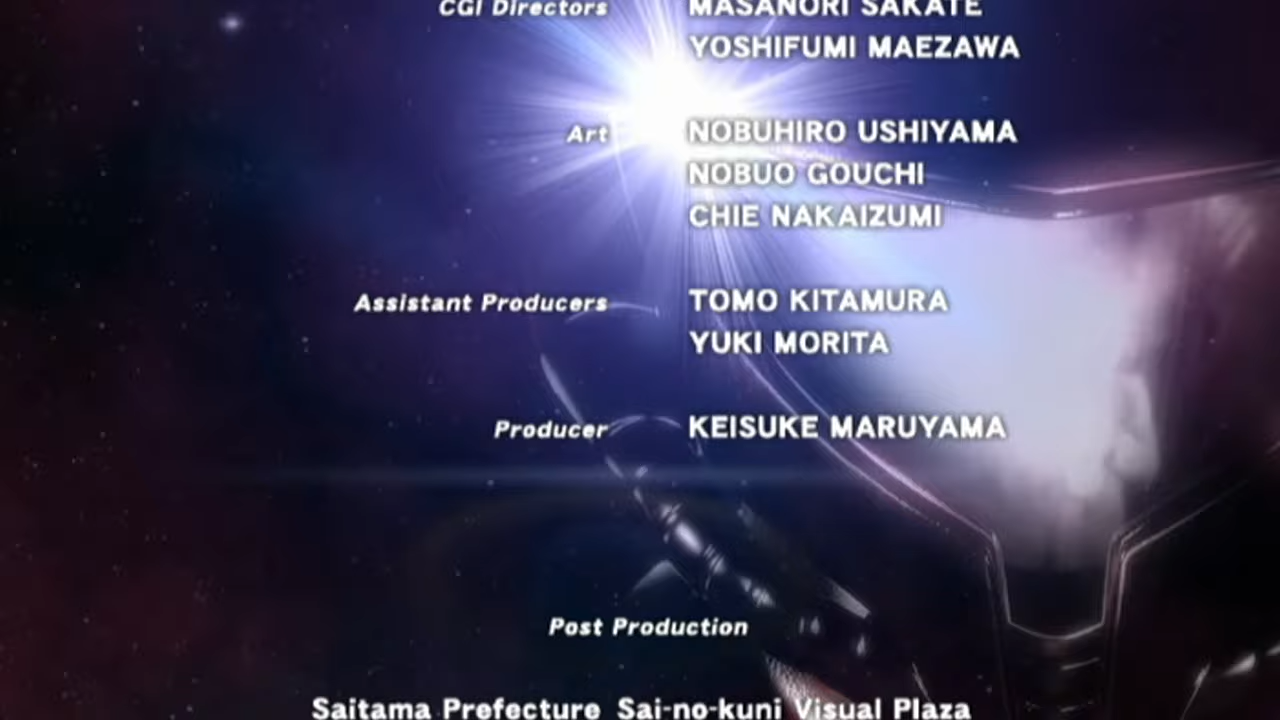 CGI Directors MASANORI SAKATE
YOSHIFUMI MAEZAWA
Art NOBUHIRO USHIYAMA
NOBUO GOUCHI
CHIE NAKAIZUMI
Assistant Producers TOMO KITAMURA
YUKI MORITA
Producer KEISUKE MARUYAMA
Post Production
Saitama Prefecture Sai-no-kuni Visual Plaza